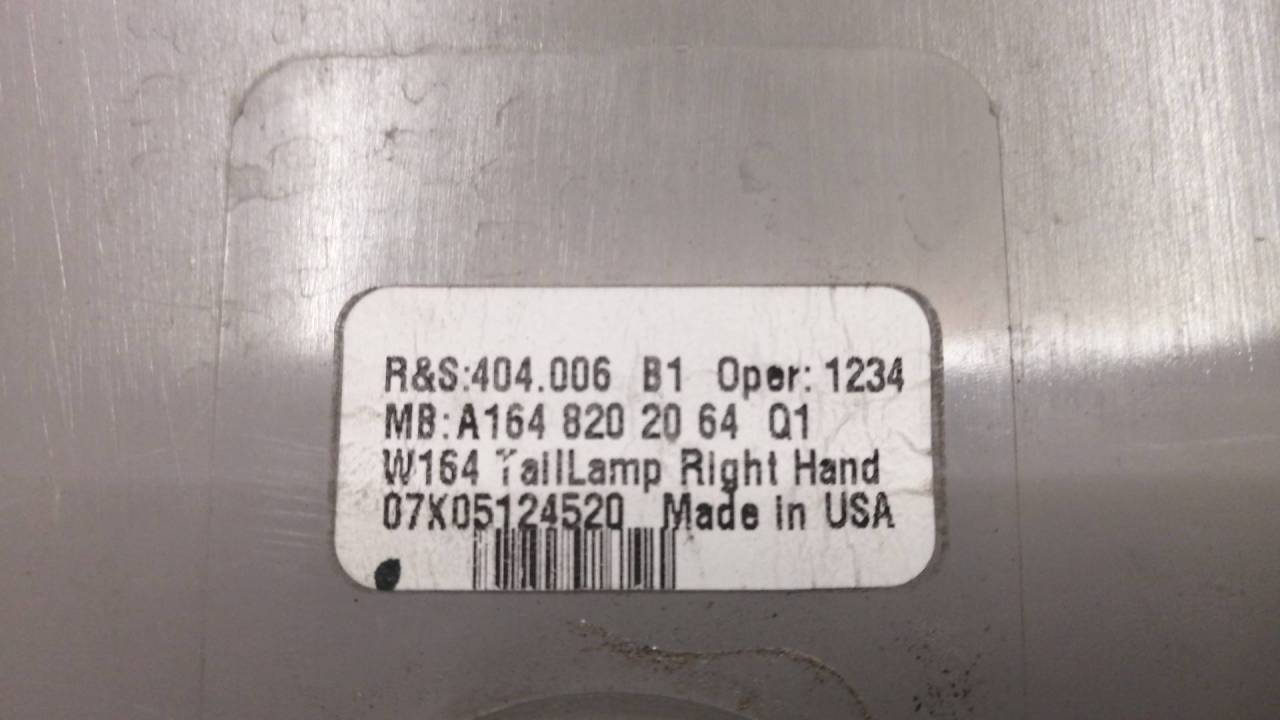 R&S:404.006 B1 Oper: 1234
MB:A164 820 20 64 Q1
W164 TailLamp Right Hand
07X05124520 Made in USA